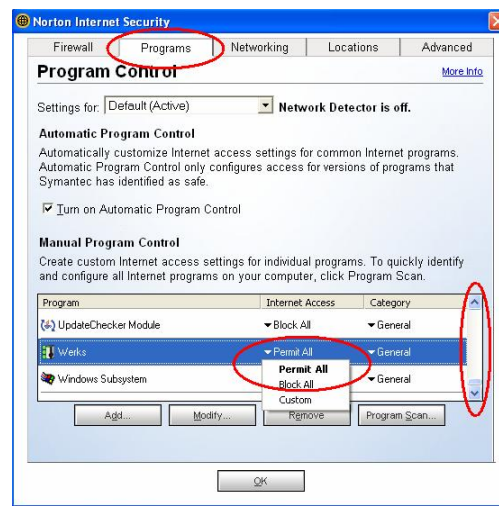 Norton Internet Security
Firewall Programs Networking Locations Advanced
Program Control More Info
Settings for: Default (Active) Network Detector is off.
Automatic Program Control
Automatically customize Internet access settings for common Internet programs.
Automatic Program Control only configures access for versions of programs that
Symantec has identified as safe.
Turn on Automatic Program Control
Manual Program Control
Create custom Internet access settings for individual programs. To quickly identify
and configure all Internet programs on your computer, click Program Scan.
Program Internet Access Category
UpdateChecker Module Block All General
Werks Permit All General
Permit All
Windows Subsystem Block All General
Custom
Add... Modify... Remove Program Scan...
OK